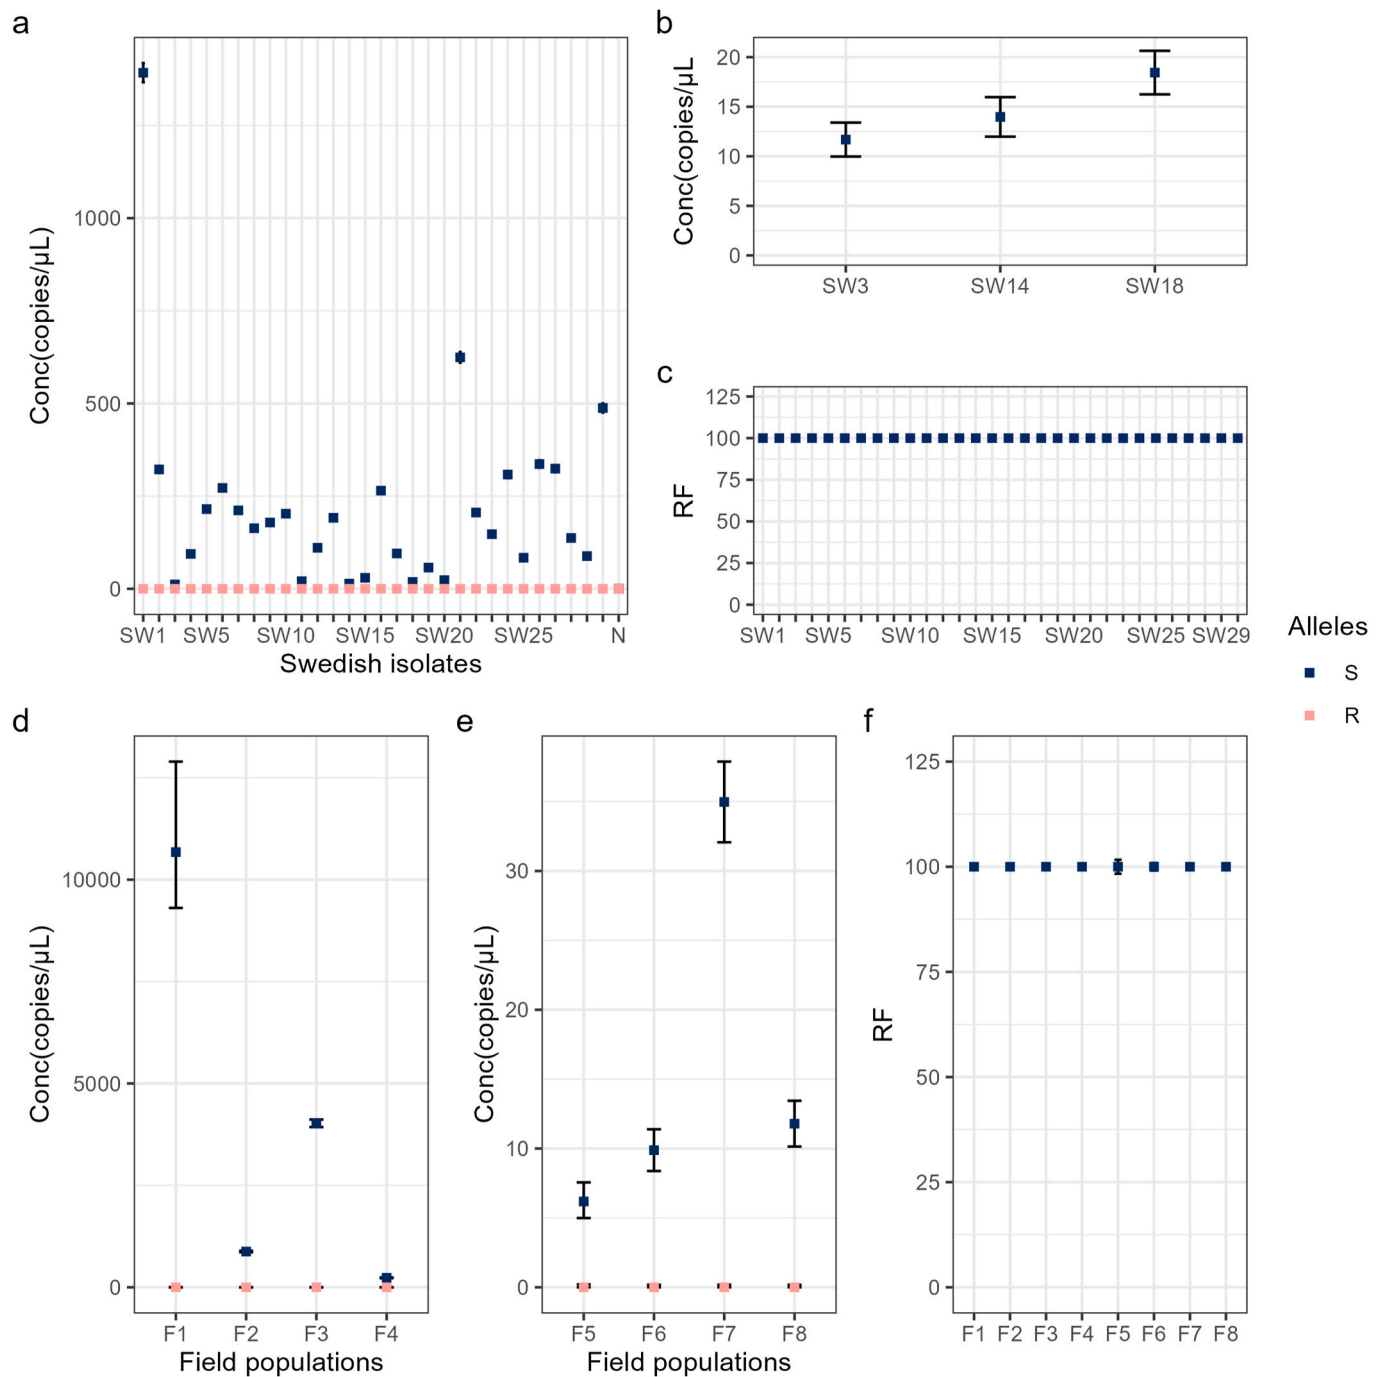 a
Conc(copies/µL)
1000
500
0
SW1 SW5 SW10 SW15 SW20 SW25 N
Swedish isolates
b
Conc(copies/µL
20
15
10
5
0
SW3 SW14 SW18
c
RF
125
100
75
50
25
0
SW1 SW5 SW10 SW15 SW20 SW25 SW29
Alleles
S
R
d
Conc(copies/µL)
10000
5000
0
F1 F2 F3 F4
Field populations
e
Conc(copies/µL)
30
20
10
0
F5 F6 F7 F8
Field populations
f
RF
125
100
75
50
25
0
F1 F2 F3 F4 F5 F6 F7 F8